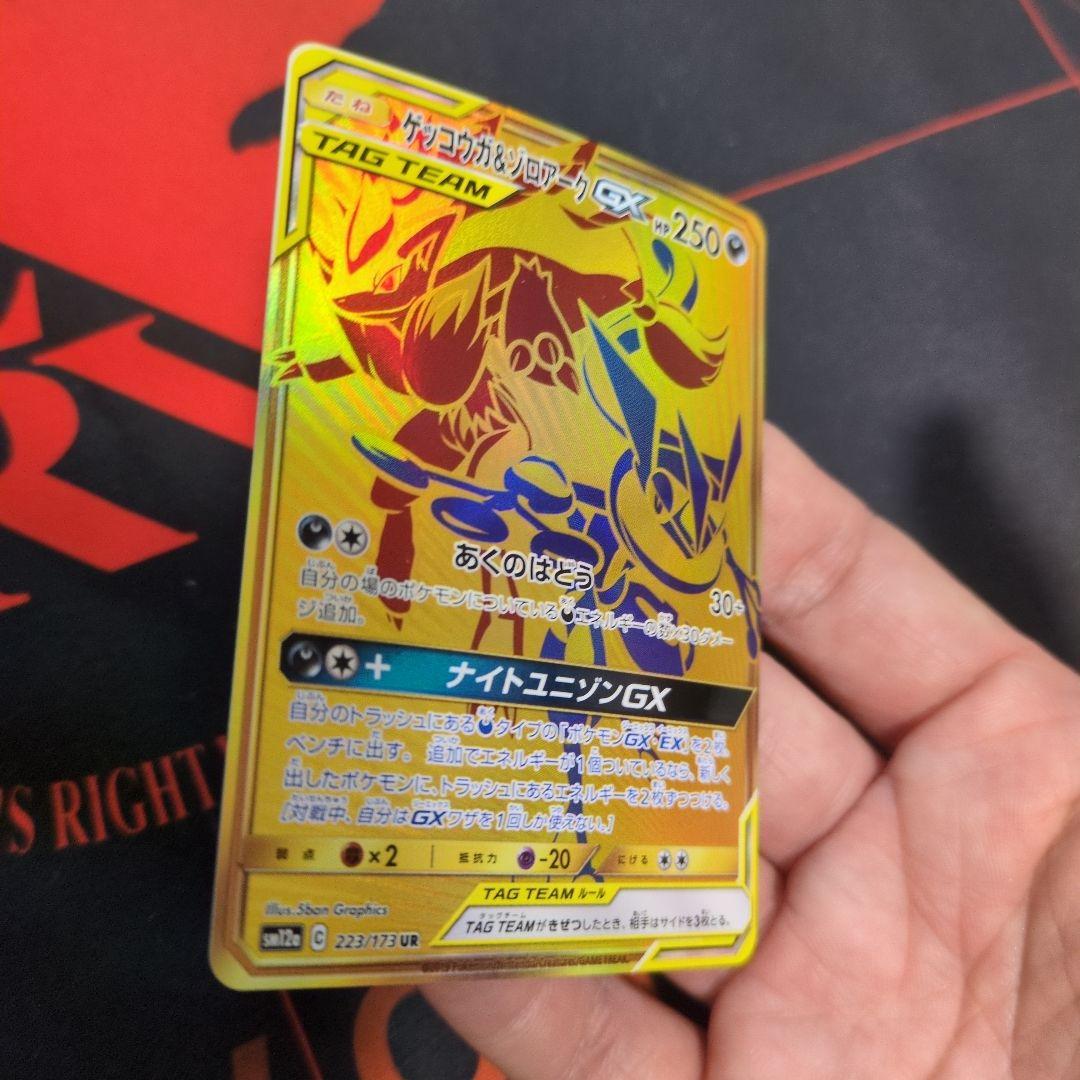 たね
ゲッコウガ&ゾロアークGX HP 250
TAG TEAM
あくのはどう 30+
自分の場のポケモンについているエネルギーの数×30ダメー
ジ追加。
+ ナイトユニゾンGX
自分のトラッシュにあるタイプの「ポケモンGX・EX」を2枚、
ベンチに出す。追加でエネルギーが1個ついているなら、新しく
出したポケモンに、トラッシュにあるエネルギーを2枚ずつつける。
[対戦中、自分はGXワザを1回しか使えない。]
弱点 ×2 抵抗力 -20 にげる
TAG TEAM ルール
TAG TEAMがきぜつしたとき、相手はサイドを3枚とる。
Illus. 5ban Graphics
sm12a C 223/173 UR
'S RIGHT